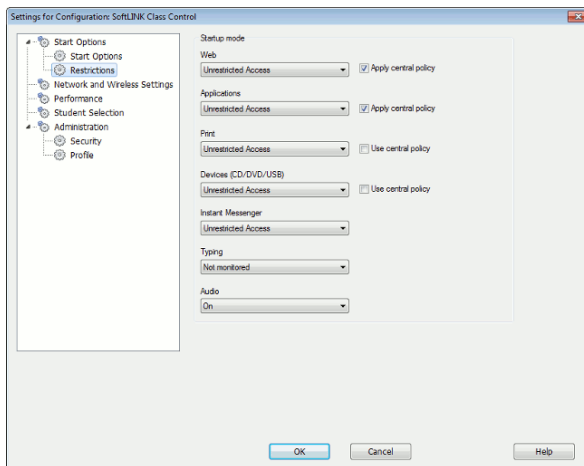 Settings for Configuration: SoftLINK Class Control
Start Options
Start Options
Restrictions
Network and Wireless Settings
Performance
Student Selection
Administration
Security
Profile
Startup mode
Web
Unrestricted Access
Apply central policy
Applications
Unrestricted Access
Apply central policy
Print
Unrestricted Access
Use central policy
Devices (CD/DVD/USB)
Unrestricted Access
Use central policy
Instant Messenger
Unrestricted Access
Typing
Not monitored
Audio
On
OK
Cancel
Help